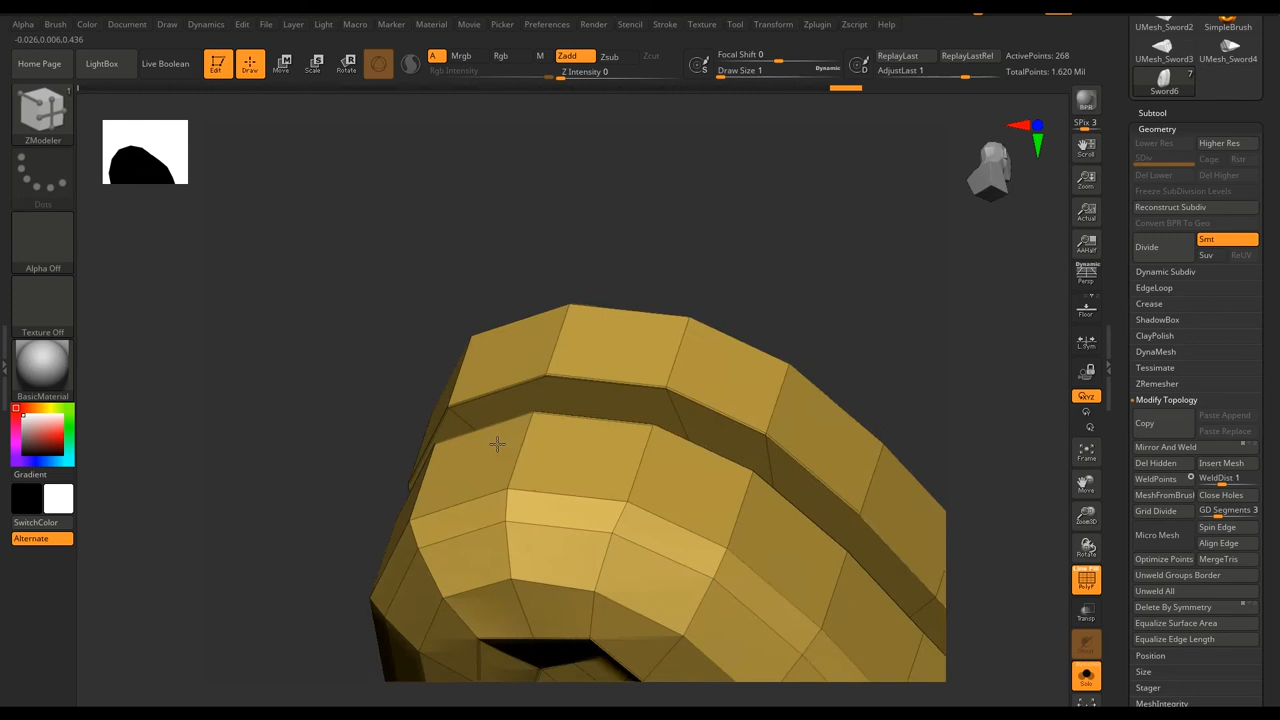 Alpha Brush Color Document Draw Dynamics Edit File Layer Light Macro Marker Material Movie Picker Preferences Render Stencil Stroke Texture Tool Transform Zplugin Zscript Help
-0.026,0.006,0.436
Home Page LightBox Live Boolean Edit Draw Move Scale Rotate A Mrgb Rgb M Zadd Zsub Zcut Focal Shift 0 S D ReplayLast ReplayLastRel ActivePoints: 268
Rgb Intensity Z Intensity 0 Draw Size 1 Dynamic AdjustLast 1 TotalPoints: 1.620 Mil
1
ZModeler
Dots
Alpha Off
Texture Off
BasicMaterial
Gradient
SwitchColor
Alternate
BPR
SPix 3
Scroll
Zoom
Actual
AAHalf
Dynamic
Persp
Floor
L.Sym
XYZ
Frame
Move
Zoom3D
Rotate
Line Fill
PolyF
Transp
Solo
UMesh_Sword2 SimpleBrush
UMesh_Sword3 UMesh_Sword4
7
Sword6
Subtool
Geometry
Lower Res Higher Res
SDiv Cage Rstr
Del Lower Del Higher
Freeze SubDivision Levels
Reconstruct Subdiv
Convert BPR To Geo
Divide Smt
Suv ReUV
Dynamic Subdiv
EdgeLoop
Crease
ShadowBox
ClayPolish
DynaMesh
Tessimate
ZRemesher
Modify Topology
Copy Paste Append
Paste Replace
Mirror And Weld
Del Hidden Insert Mesh
WeldPoints WeldDist 1
MeshFromBrush Close Holes
Grid Divide GD Segments 3
Micro Mesh Spin Edge
Align Edge
Optimize Points MergeTris
Unweld Groups Border
Unweld All
Delete By Symmetry
Equalize Surface Area
Equalize Edge Length
Position
Size
Stager
MeshIntegrity